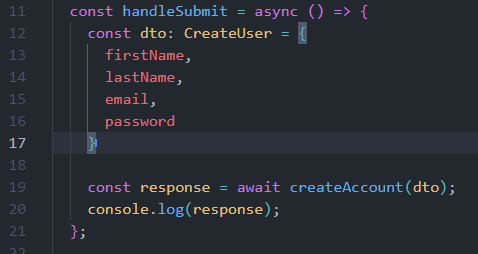 11 const handleSubmit = async () => {
12 const dto: CreateUser = {
13 firstName,
14 lastName,
15 email,
16 password
17 }
18
19 const response = await createAccount(dto);
20 console.log(response);
21 };
22